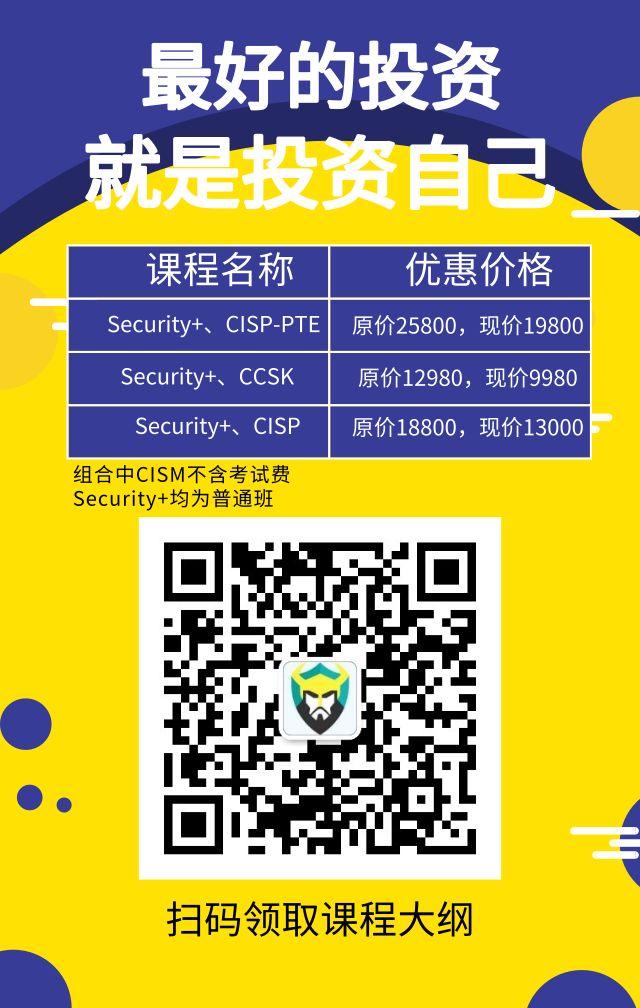 最好的投资
就是投资自己
课程名称 优惠价格
Security+、CISP-PTE 原价25800，现价19800
Security+、CCSK 原价12980，现价9980
Security+、CISP 原价18800，现价13000
组合中CISM不含考试费
Security+均为普通班
扫码领取课程大纲